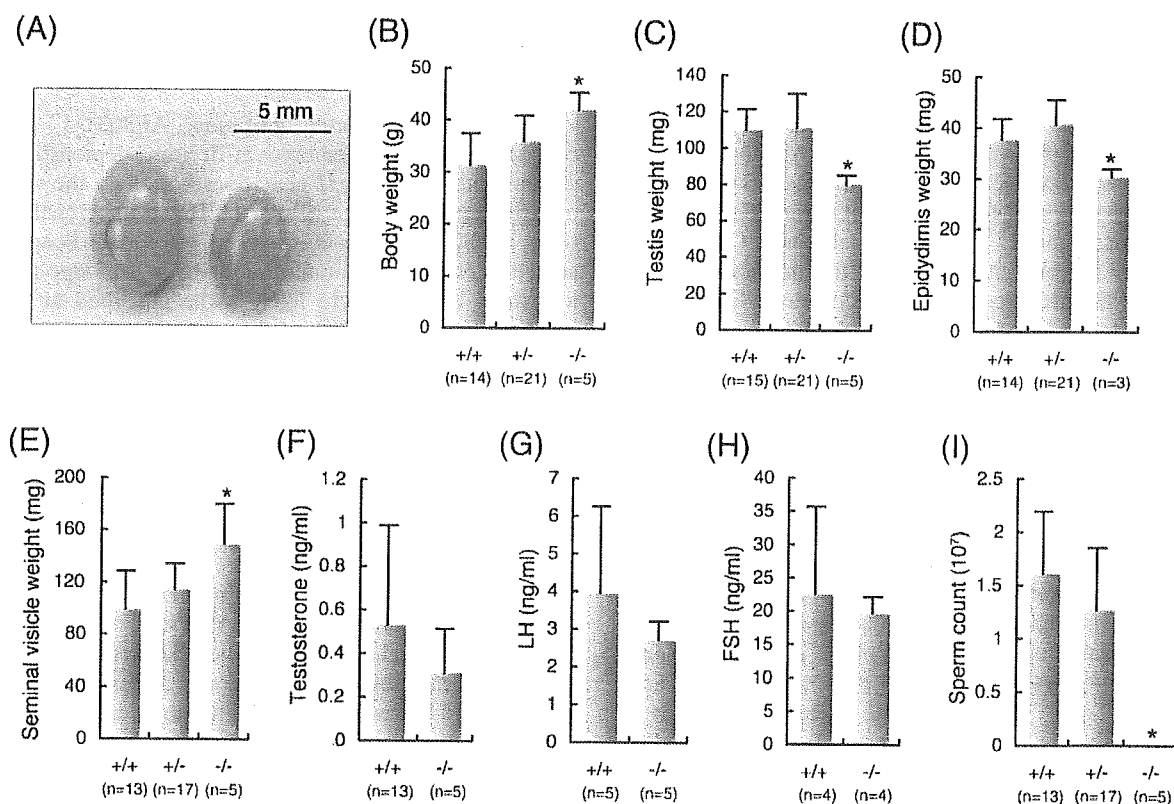 (A)
5 mm
(B)
Body weight (g)
50
40
30
20
10
0
*
+/+ +/- -/-
(n=14) (n=21) (n=5)
(C)
Testis weight (mg)
140
120
100
80
60
40
20
0
*
+/+ +/- -/-
(n=15) (n=21) (n=5)
(D)
Epidydimis weight (mg)
50
40
30
20
10
0
*
+/+ +/- -/-
(n=14) (n=21) (n=3)
(E)
Seminal visicle weight (mg)
200
160
120
80
40
0
*
+/+ +/- -/-
(n=13) (n=17) (n=5)
(F)
Testosterone (ng/ml)
1.2
1
0.8
0.6
0.4
0.2
0
+/+ -/-
(n=13) (n=5)
(G)
LH (ng/ml)
7
6
5
4
3
2
1
0
+/+ -/-
(n=5) (n=5)
(H)
FSH (ng/ml)
40
35
30
25
20
15
10
5
0
+/+ -/-
(n=4) (n=4)
(I)
Sperm count (10⁷)
2.5
2
1.5
1
0.5
0
*
+/+ +/- -/-
(n=13) (n=17) (n=5)